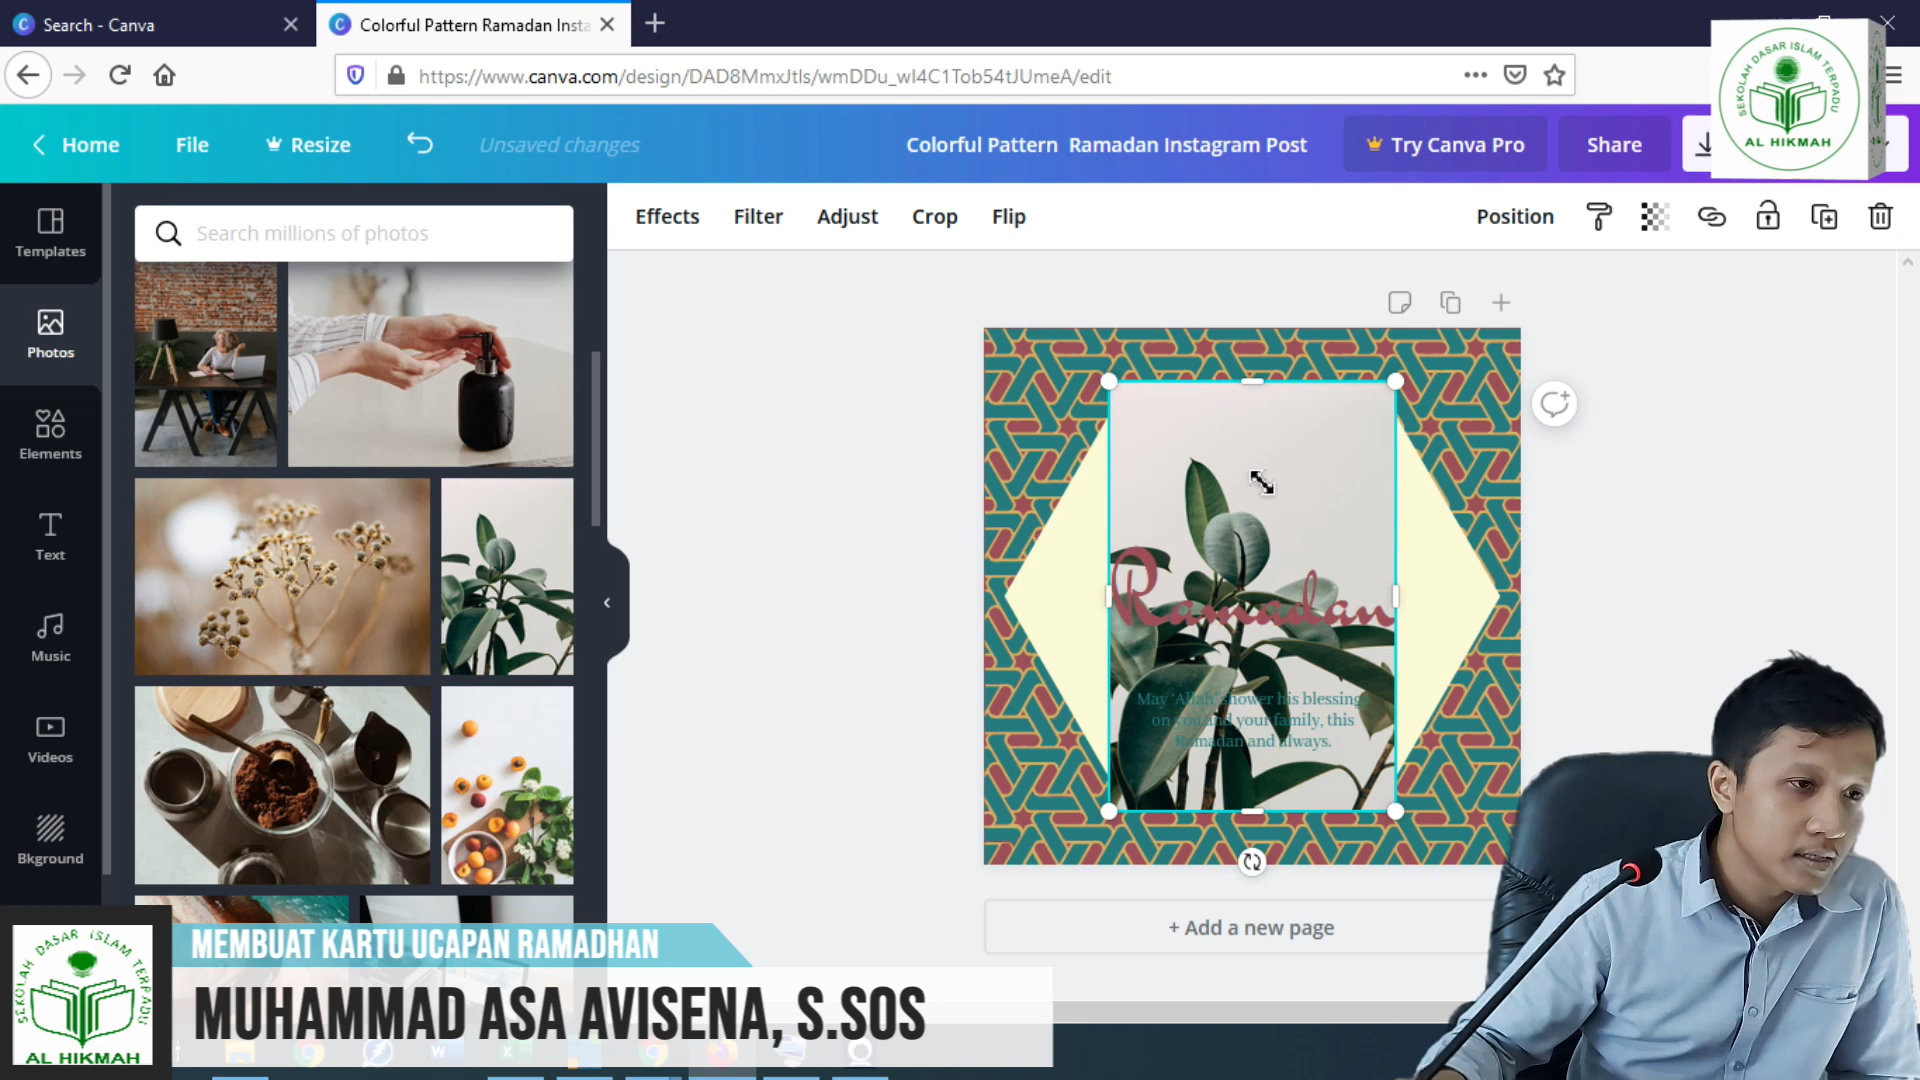 Search - Canva
Colorful Pattern Ramadan Insta
https://www.canva.com/design/DAD8MmxJtls/wmDDu_wI4C1Tob54tJUmeA/edit
Home
File
Resize
Unsaved changes
Colorful Pattern Ramadan Instagram Post
Try Canva Pro
Share
SEKOLAH DASAR ISLAM TERPADU
AL HIKMAH
Templates
Photos
Elements
Text
Music
Videos
Bkground
Search millions of photos
Effects
Filter
Adjust
Crop
Flip
Position
Ramadan
May 'Allah' shower his blessings
on you and your family, this
Ramadan and always.
+ Add a new page
SEKOLAH DASAR ISLAM TERPADU
AL HIKMAH
MEMBUAT KARTU UCAPAN RAMADHAN
MUHAMMAD ASA AVISENA, S.SOS